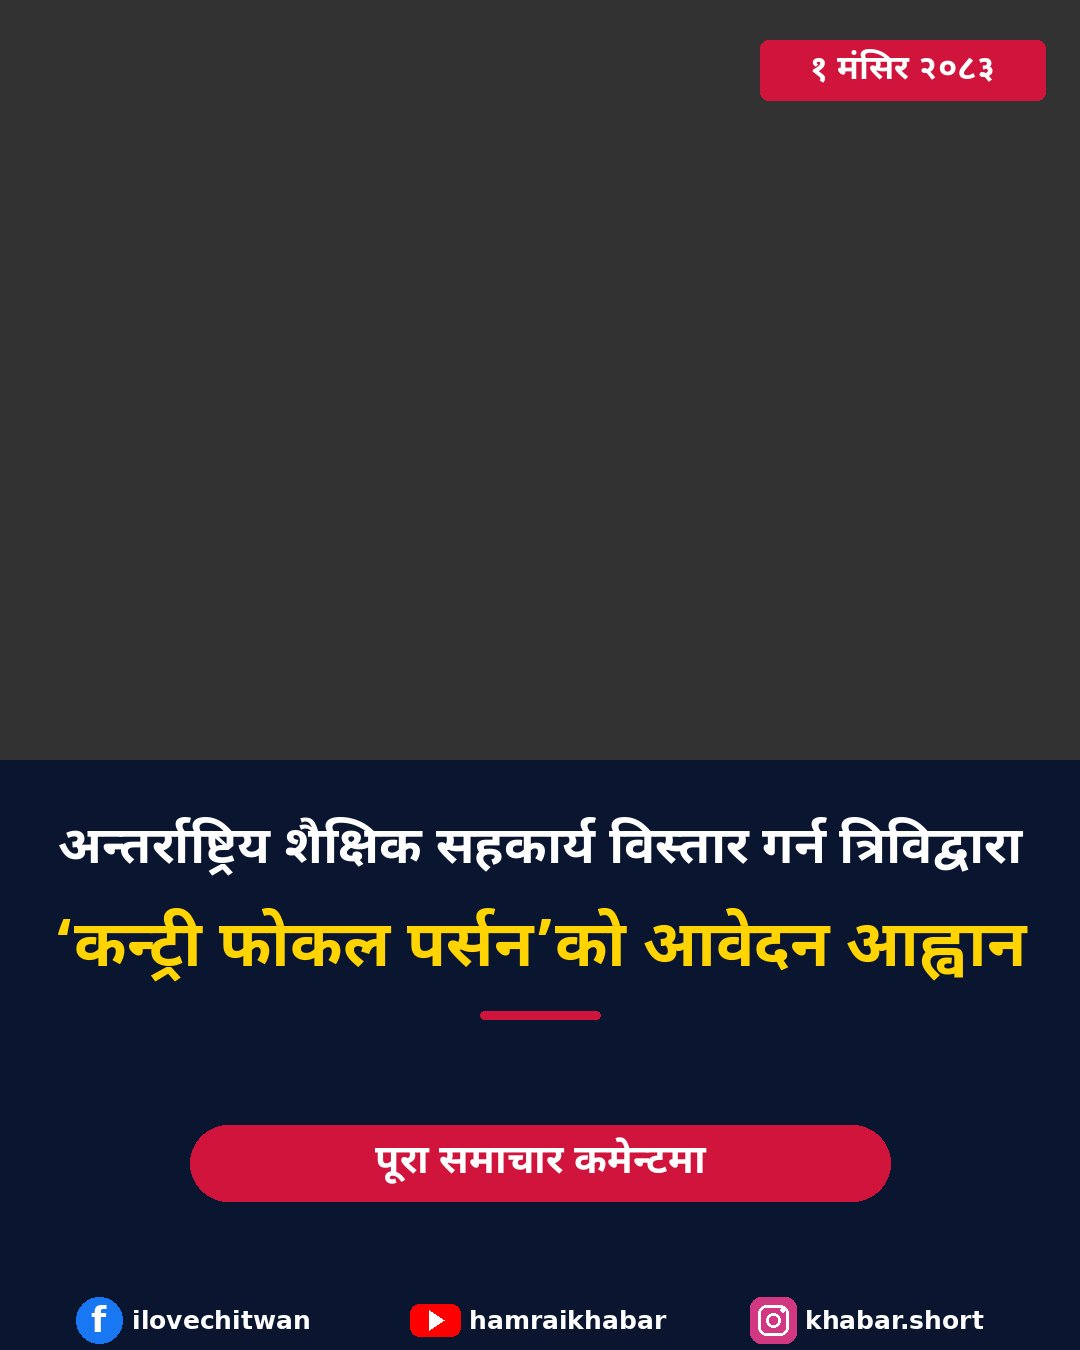 १ मंसिर २०८३
अन्तर्राष्ट्रिय शैक्षिक सहकार्य विस्तार गर्न त्रिविद्वारा
‘कन्ट्री फोकल पर्सन’को आवेदन आह्वान
पूरा समाचार कमेन्टमा
ilovechitwan
hamraikhabar
khabar.short